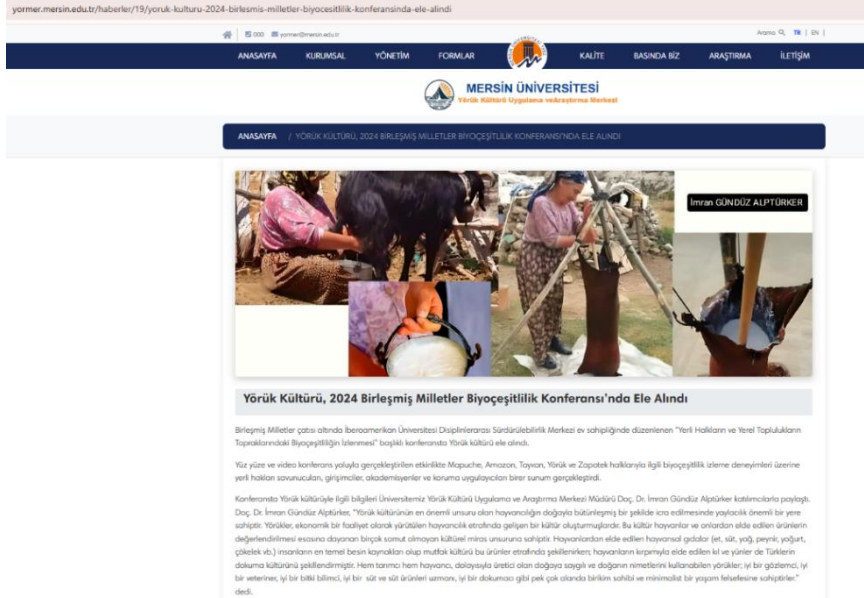 yormer.mersin.edu.tr/haberler/19/yoruk-kulturu-2024-birlesmis-milletler-biyocesitlilik-konferansinda-ele-alindi
000 yormer@mersin.edu.tr Arama TR | EN |
ANASAYFA KURUMSAL YÖNETİM FORMLAR KALİTE BASINDA BİZ ARAŞTIRMA İLETİŞİM
MERSİN ÜNİVERSİTESİ
Yörük Kültürü Uygulama veAraştırma Merkezi
ANASAYFA / YÖRÜK KÜLTÜRÜ, 2024 BİRLEŞMİŞ MİLLETLER BİYOÇEŞİTLİLİK KONFERANSI'NDA ELE ALINDI
İmran GÜNDÜZ ALPTÜRKER
Yörük Kültürü, 2024 Birleşmiş Milletler Biyoçeşitlilik Konferansı'nda Ele Alındı
Birleşmiş Milletler çatısı altında İberoamerikan Üniversitesi Disiplinlerarası Sürdürülebilirlik Merkezi ev sahipliğinde düzenlenen "Yerli Halkların ve Yerel Toplulukların
Topraklarındaki Biyoçeşitliliğin İzlenmesi" başlıklı konferansta Yörük kültürü ele alındı.
Yüz yüze ve video konferans yoluyla gerçekleştirilen etkinlikte Mapuche, Amazon, Tayvan, Yörük ve Zapotek halklarıyla ilgili biyoçeşitlilik izleme deneyimleri üzerine
yerli hakları savunucuları, girişimciler, akademisyenler ve konuyla ilgili birer sunum gerçekleştirdi.
Konferansta Yörük kültürüyle ilgili bilgileri Üniversitemiz Yörük Kültürü Uygulama ve Araştırma Merkezi Müdürü Doç. Dr. İmran Gündüz Alptürker katılımcılarla paylaştı.
Doç. Dr. İmran Gündüz Alptürker, "Yörük kültürünün en önemli unsuru olan hayvancılığın doğayla bütünleşmiş bir şekilde icra edilmesinde yaylacılık önemli bir yere
sahiptir. Yörükler, ekonomik bir faaliyet olarak yürütülen hayvancılık etrafında gelişen bir kültür oluşturmuşlardır. Bu kültür hayvanlar ve onlardan elde edilen ürünlerin
değerlendirilmesi esasına dayanan birçok somut olmayan kültürel miras unsuruna sahiptir. Hayvanlardan elde edilen hayvansal gıdalar (et, süt, yağ, peynir, yoğurt,
çökelek vb.) insanların en temel besin kaynakları olup mutfak kültürü bu ürünler etrafında şekillenirken; hayvanların kırpımıyla elde edilen kıl ve yünler de Türklerin
dokuma kültürünü şekillendirmiştir. Hem tarımcı hem hayvancı, dolayısıyla üretici olan doğaya saygılı ve doğanın nimetlerini kullanabilen yörükler; iyi bir gözlemci, iyi
bir veteriner, iyi bir bitki bilimci, iyi bir süt ve süt ürünleri uzmanı, iyi bir dokumacı gibi pek çok alanda birikim sahibi ve minimalist bir yaşam felsefesine sahiptirler."
dedi.